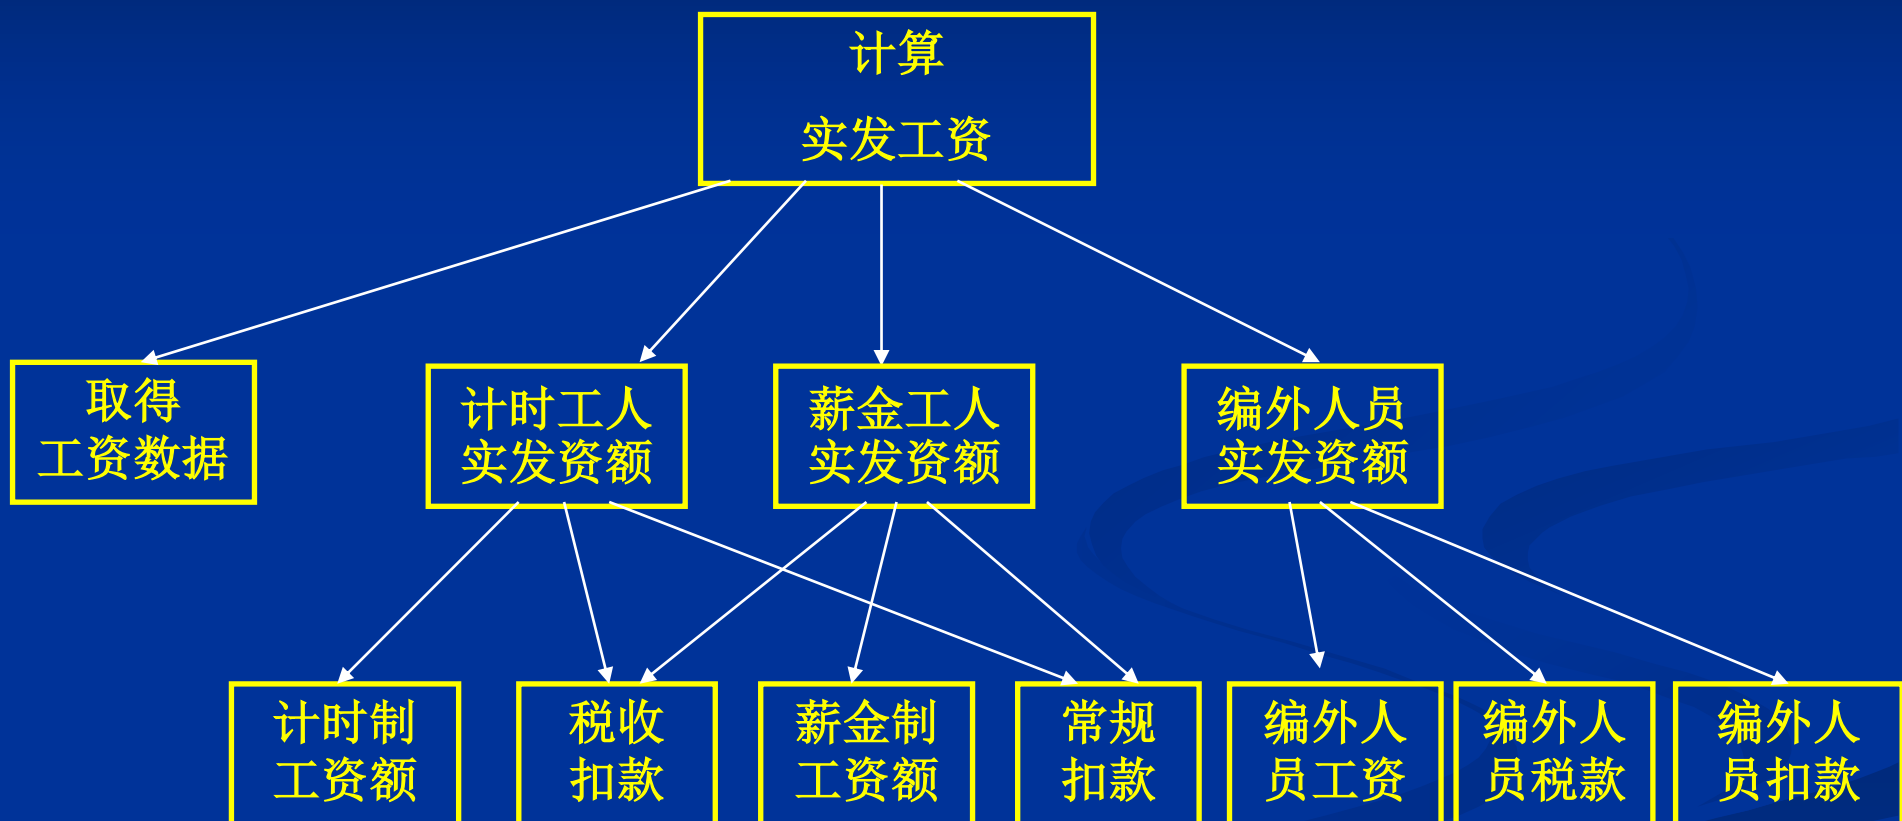 计算
实发工资
取得
工资数据
计时工人
实发资额
薪金工人
实发资额
编外人员
实发资额
计时制
工资额
税收
扣款
薪金制
工资额
常规
扣款
编外人
员工资
编外人
员税款
编外人
员扣款